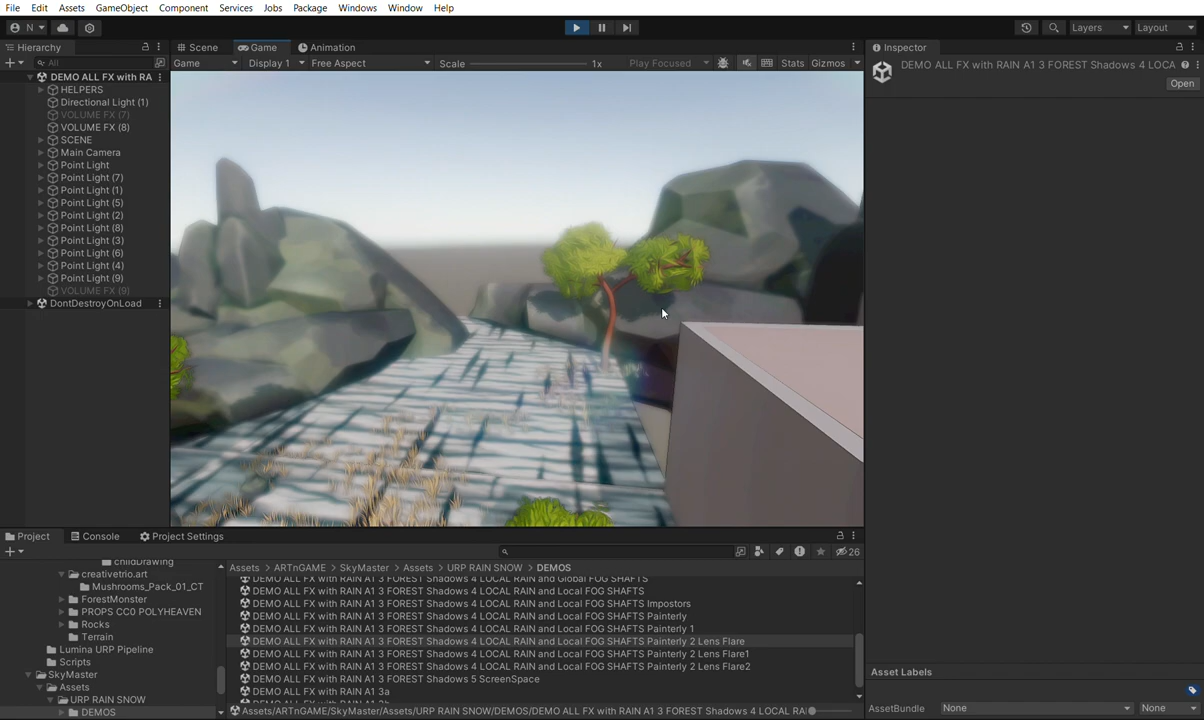 File Edit Assets GameObject Component Services Jobs Package Windows Window Help
N Layers Layout
Hierarchy Scene Game Animation Inspector
All Game Display 1 Free Aspect Scale 1x Play Focused Stats Gizmos
DEMO ALL FX with RAIN A1 3 FOREST Shadows 4 LOCA
Open
DEMO ALL FX with RA
HELPERS
Directional Light (1)
VOLUME FX (7)
VOLUME FX (8)
SCENE
Main Camera
Point Light
Point Light (7)
Point Light (1)
Point Light (5)
Point Light (2)
Point Light (8)
Point Light (3)
Point Light (6)
Point Light (4)
Point Light (9)
VOLUME FX (9)
DontDestroyOnLoad
Project Console Project Settings
26
childDrawing
creativetrio.art
Mushrooms_Pack_01_CT
ForestMonster
PROPS CC0 POLYHEAVEN
Rocks
Terrain
Lumina URP Pipeline
Scripts
SkyMaster
Assets
URP RAIN SNOW
DEMOS
Assets > ARTnGAME > SkyMaster > Assets > URP RAIN SNOW > DEMOS
DEMO ALL FX with RAIN A1 3 FOREST Shadows 4 LOCAL RAIN and Global FOG SHAFTS
DEMO ALL FX with RAIN A1 3 FOREST Shadows 4 LOCAL RAIN and Local FOG SHAFTS
DEMO ALL FX with RAIN A1 3 FOREST Shadows 4 LOCAL RAIN and Local FOG SHAFTS Impostors
DEMO ALL FX with RAIN A1 3 FOREST Shadows 4 LOCAL RAIN and Local FOG SHAFTS Painterly
DEMO ALL FX with RAIN A1 3 FOREST Shadows 4 LOCAL RAIN and Local FOG SHAFTS Painterly 1
DEMO ALL FX with RAIN A1 3 FOREST Shadows 4 LOCAL RAIN and Local FOG SHAFTS Painterly 2 Lens Flare
DEMO ALL FX with RAIN A1 3 FOREST Shadows 4 LOCAL RAIN and Local FOG SHAFTS Painterly 2 Lens Flare1
DEMO ALL FX with RAIN A1 3 FOREST Shadows 4 LOCAL RAIN and Local FOG SHAFTS Painterly 2 Lens Flare2
DEMO ALL FX with RAIN A1 3 FOREST Shadows 5 ScreenSpace
DEMO ALL FX with RAIN A1 3a
Assets/ARTnGAME/SkyMaster/Assets/URP RAIN SNOW/DEMOS/DEMO ALL FX with RAIN A1 3 FOREST Shadows 4 LOCAL RAI
Asset Labels
AssetBundle None None